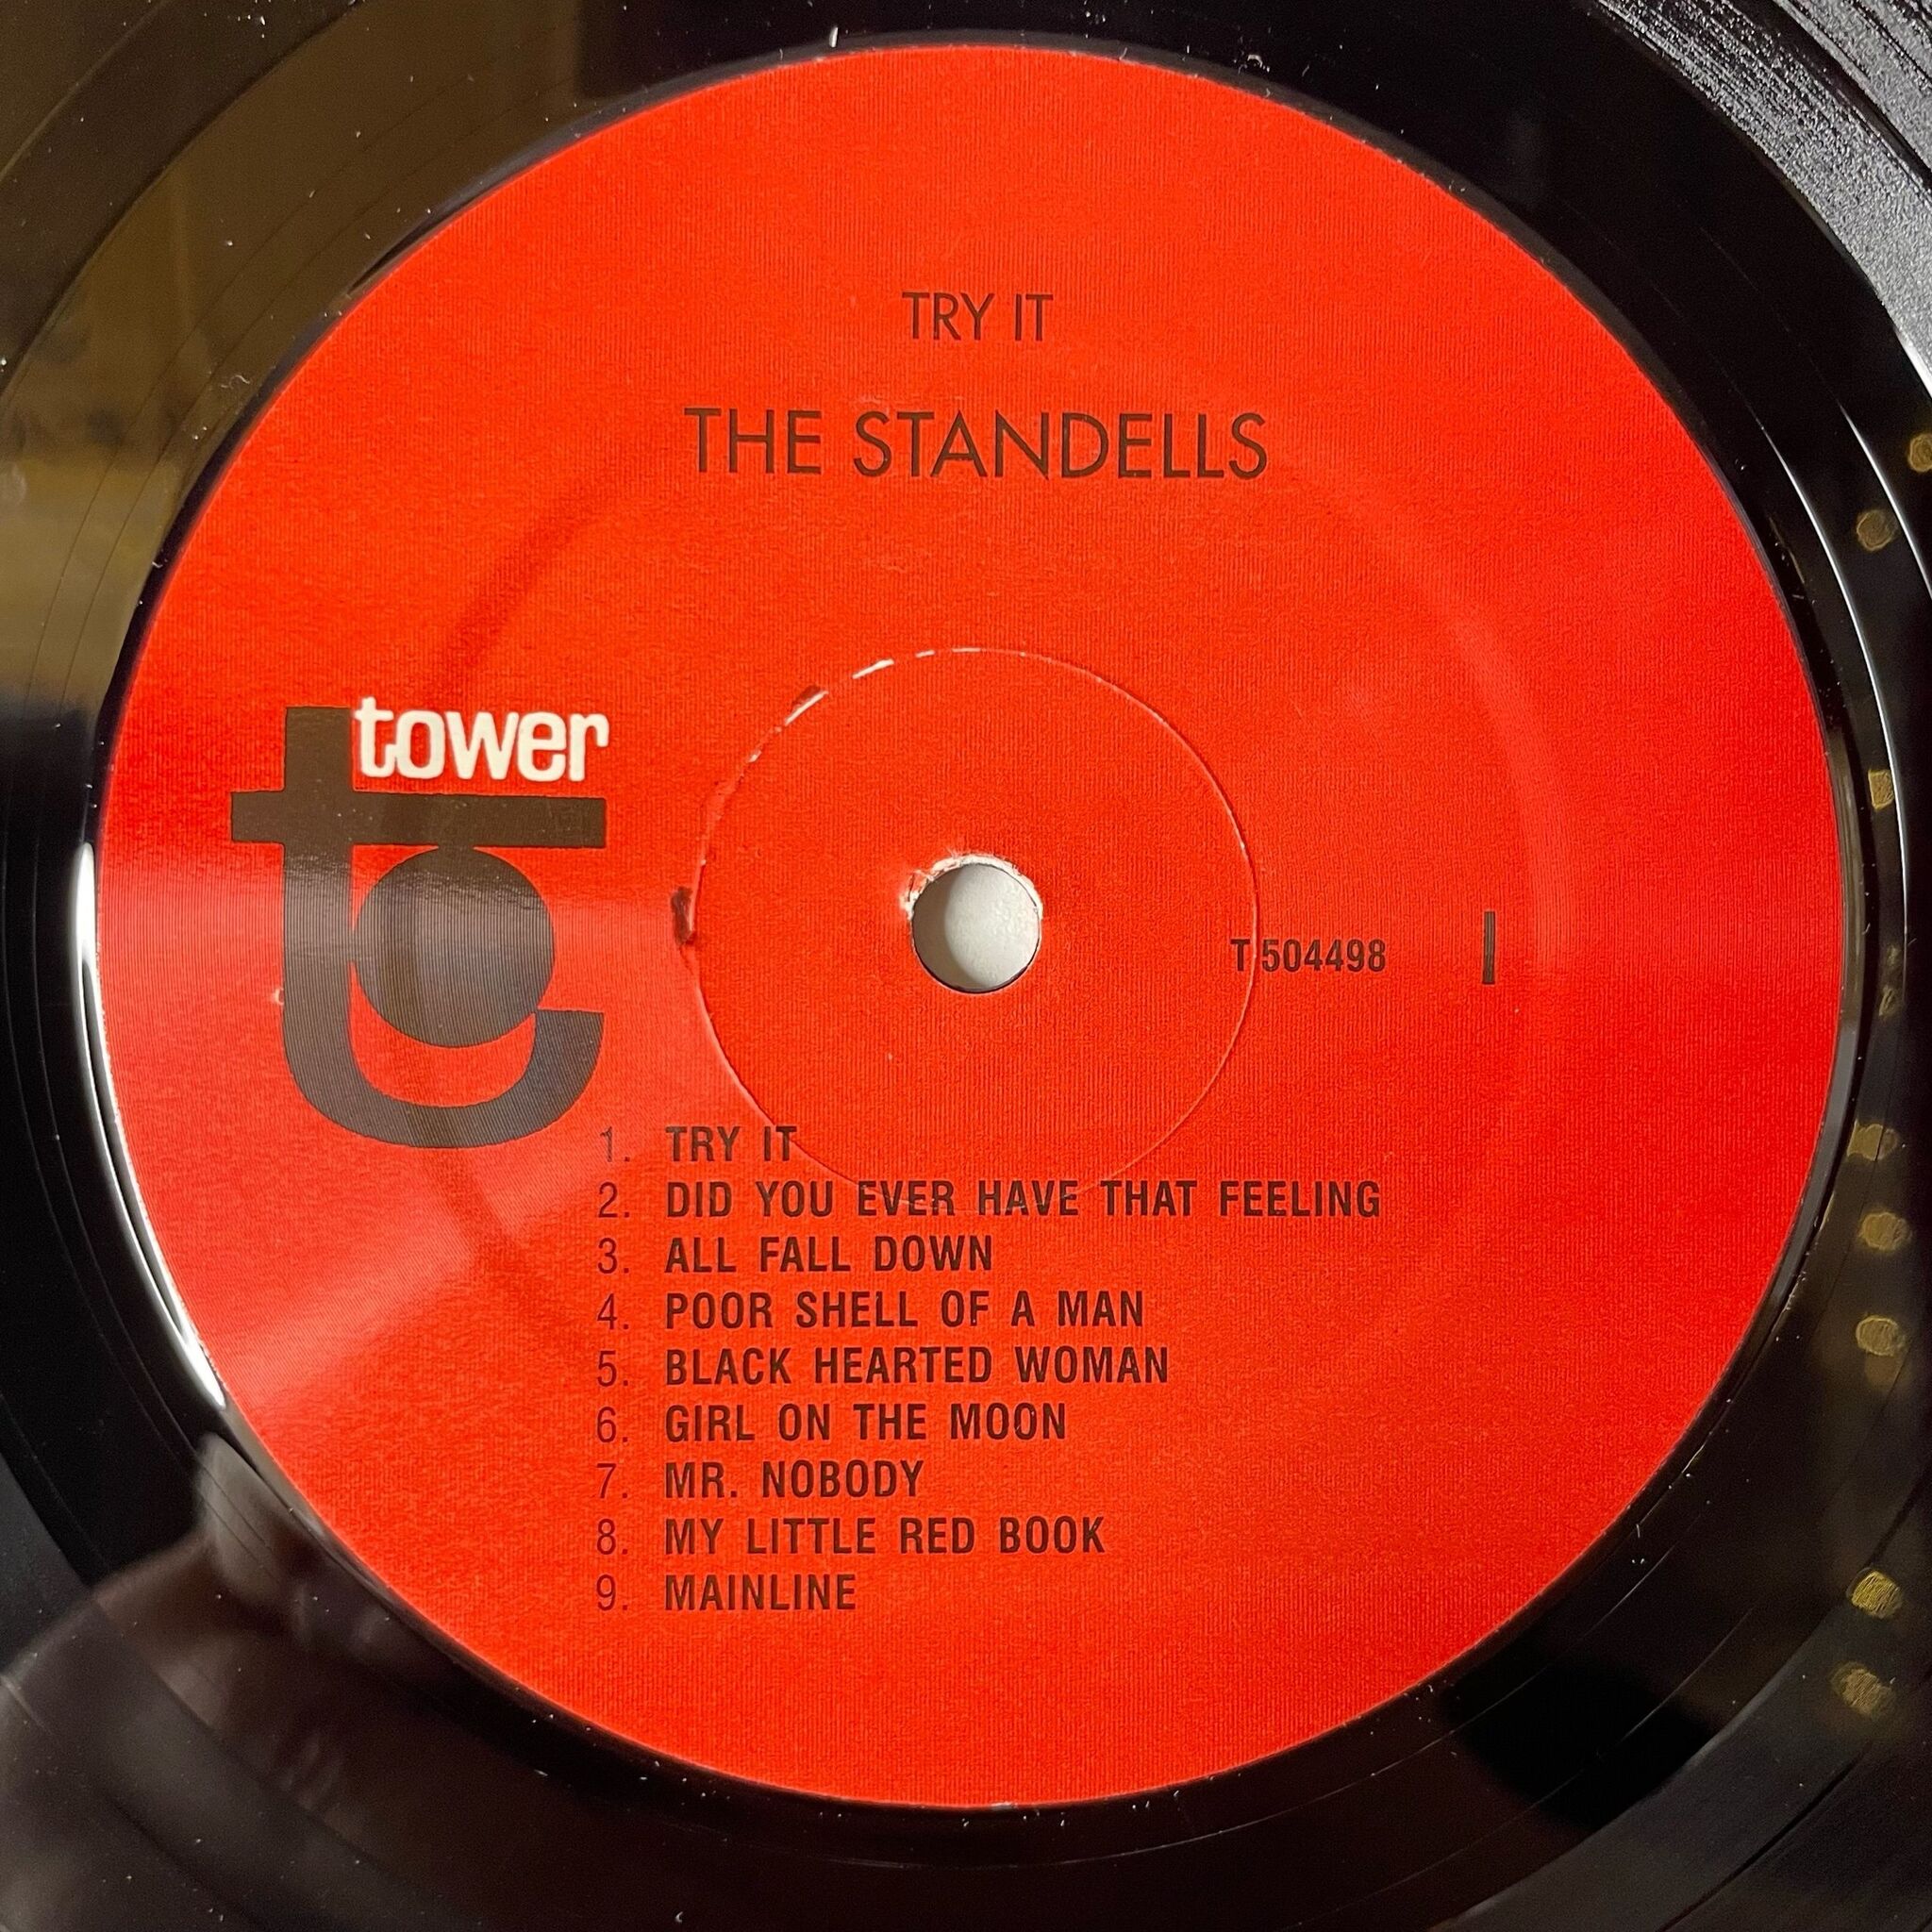 TRY IT
THE STANDELLS
tower
T 504498 I
1. TRY IT
2. DID YOU EVER HAVE THAT FEELING
3. ALL FALL DOWN
4. POOR SHELL OF A MAN
5. BLACK HEARTED WOMAN
6. GIRL ON THE MOON
7. MR. NOBODY
8. MY LITTLE RED BOOK
9. MAINLINE